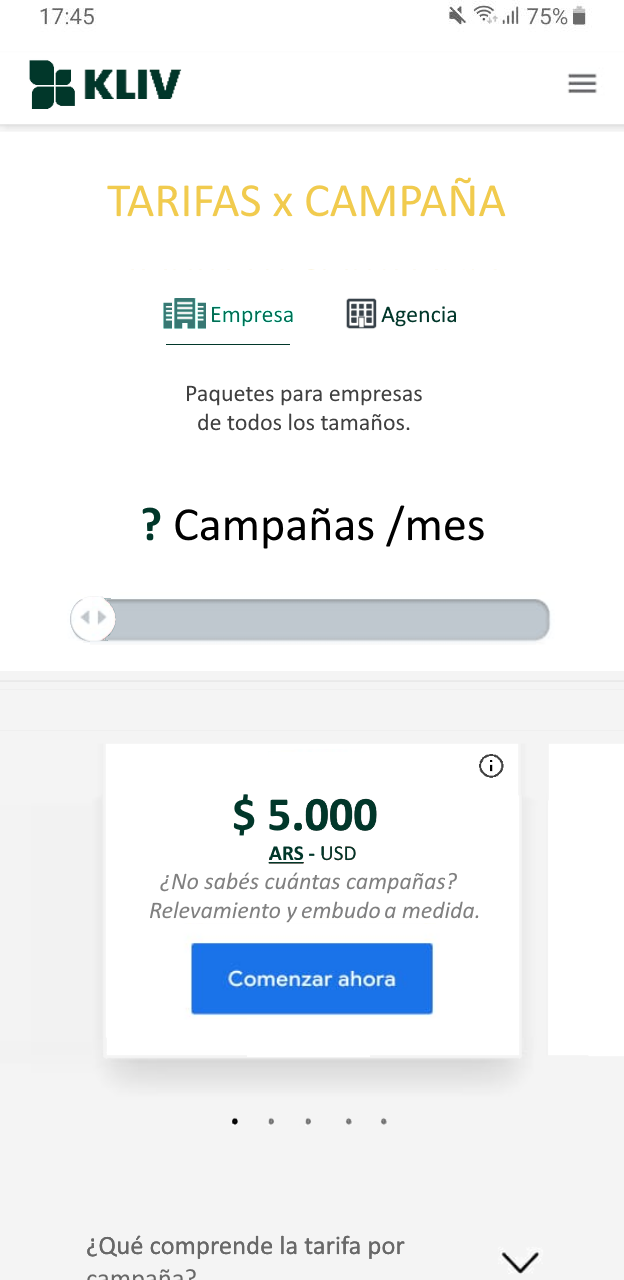 17:45 75%
KLIV
TARIFAS x CAMPAÑA
Empresa Agencia
Paquetes para empresas
de todos los tamaños.
? Campañas /mes
$ 5.000
ARS - USD
¿No sabés cuántas campañas?
Relevamiento y embudo a medida.
Comenzar ahora
¿Qué comprende la tarifa por
campaña?